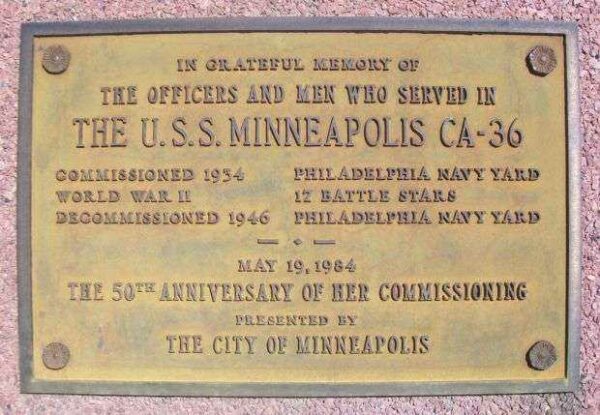 IN GRATEFUL MEMORY OF
THE OFFICERS AND MEN WHO SERVED IN
THE U.S.S. MINNEAPOLIS CA-36
COMMISSIONED 1934 PHILADELPHIA NAVY YARD
WORLD WAR II 17 BATTLE STARS
DECOMMISSIONED 1946 PHILADELPHIA NAVY YARD
MAY 19, 1984
THE 50TH ANNIVERSARY OF HER COMMISSIONING
PRESENTED BY
THE CITY OF MINNEAPOLIS